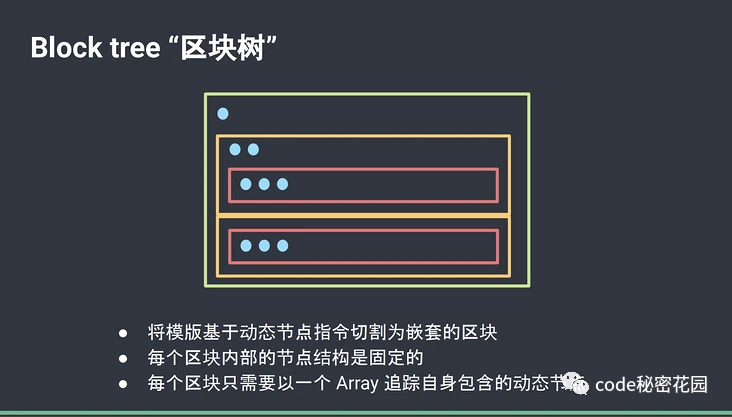 Block tree “区块树”
● 将模版基于动态节点指令切割为嵌套的区块
● 每个区块内部的节点结构是固定的
● 每个区块只需要以一个 Array 追踪自身包含的动态节
code秘密花园